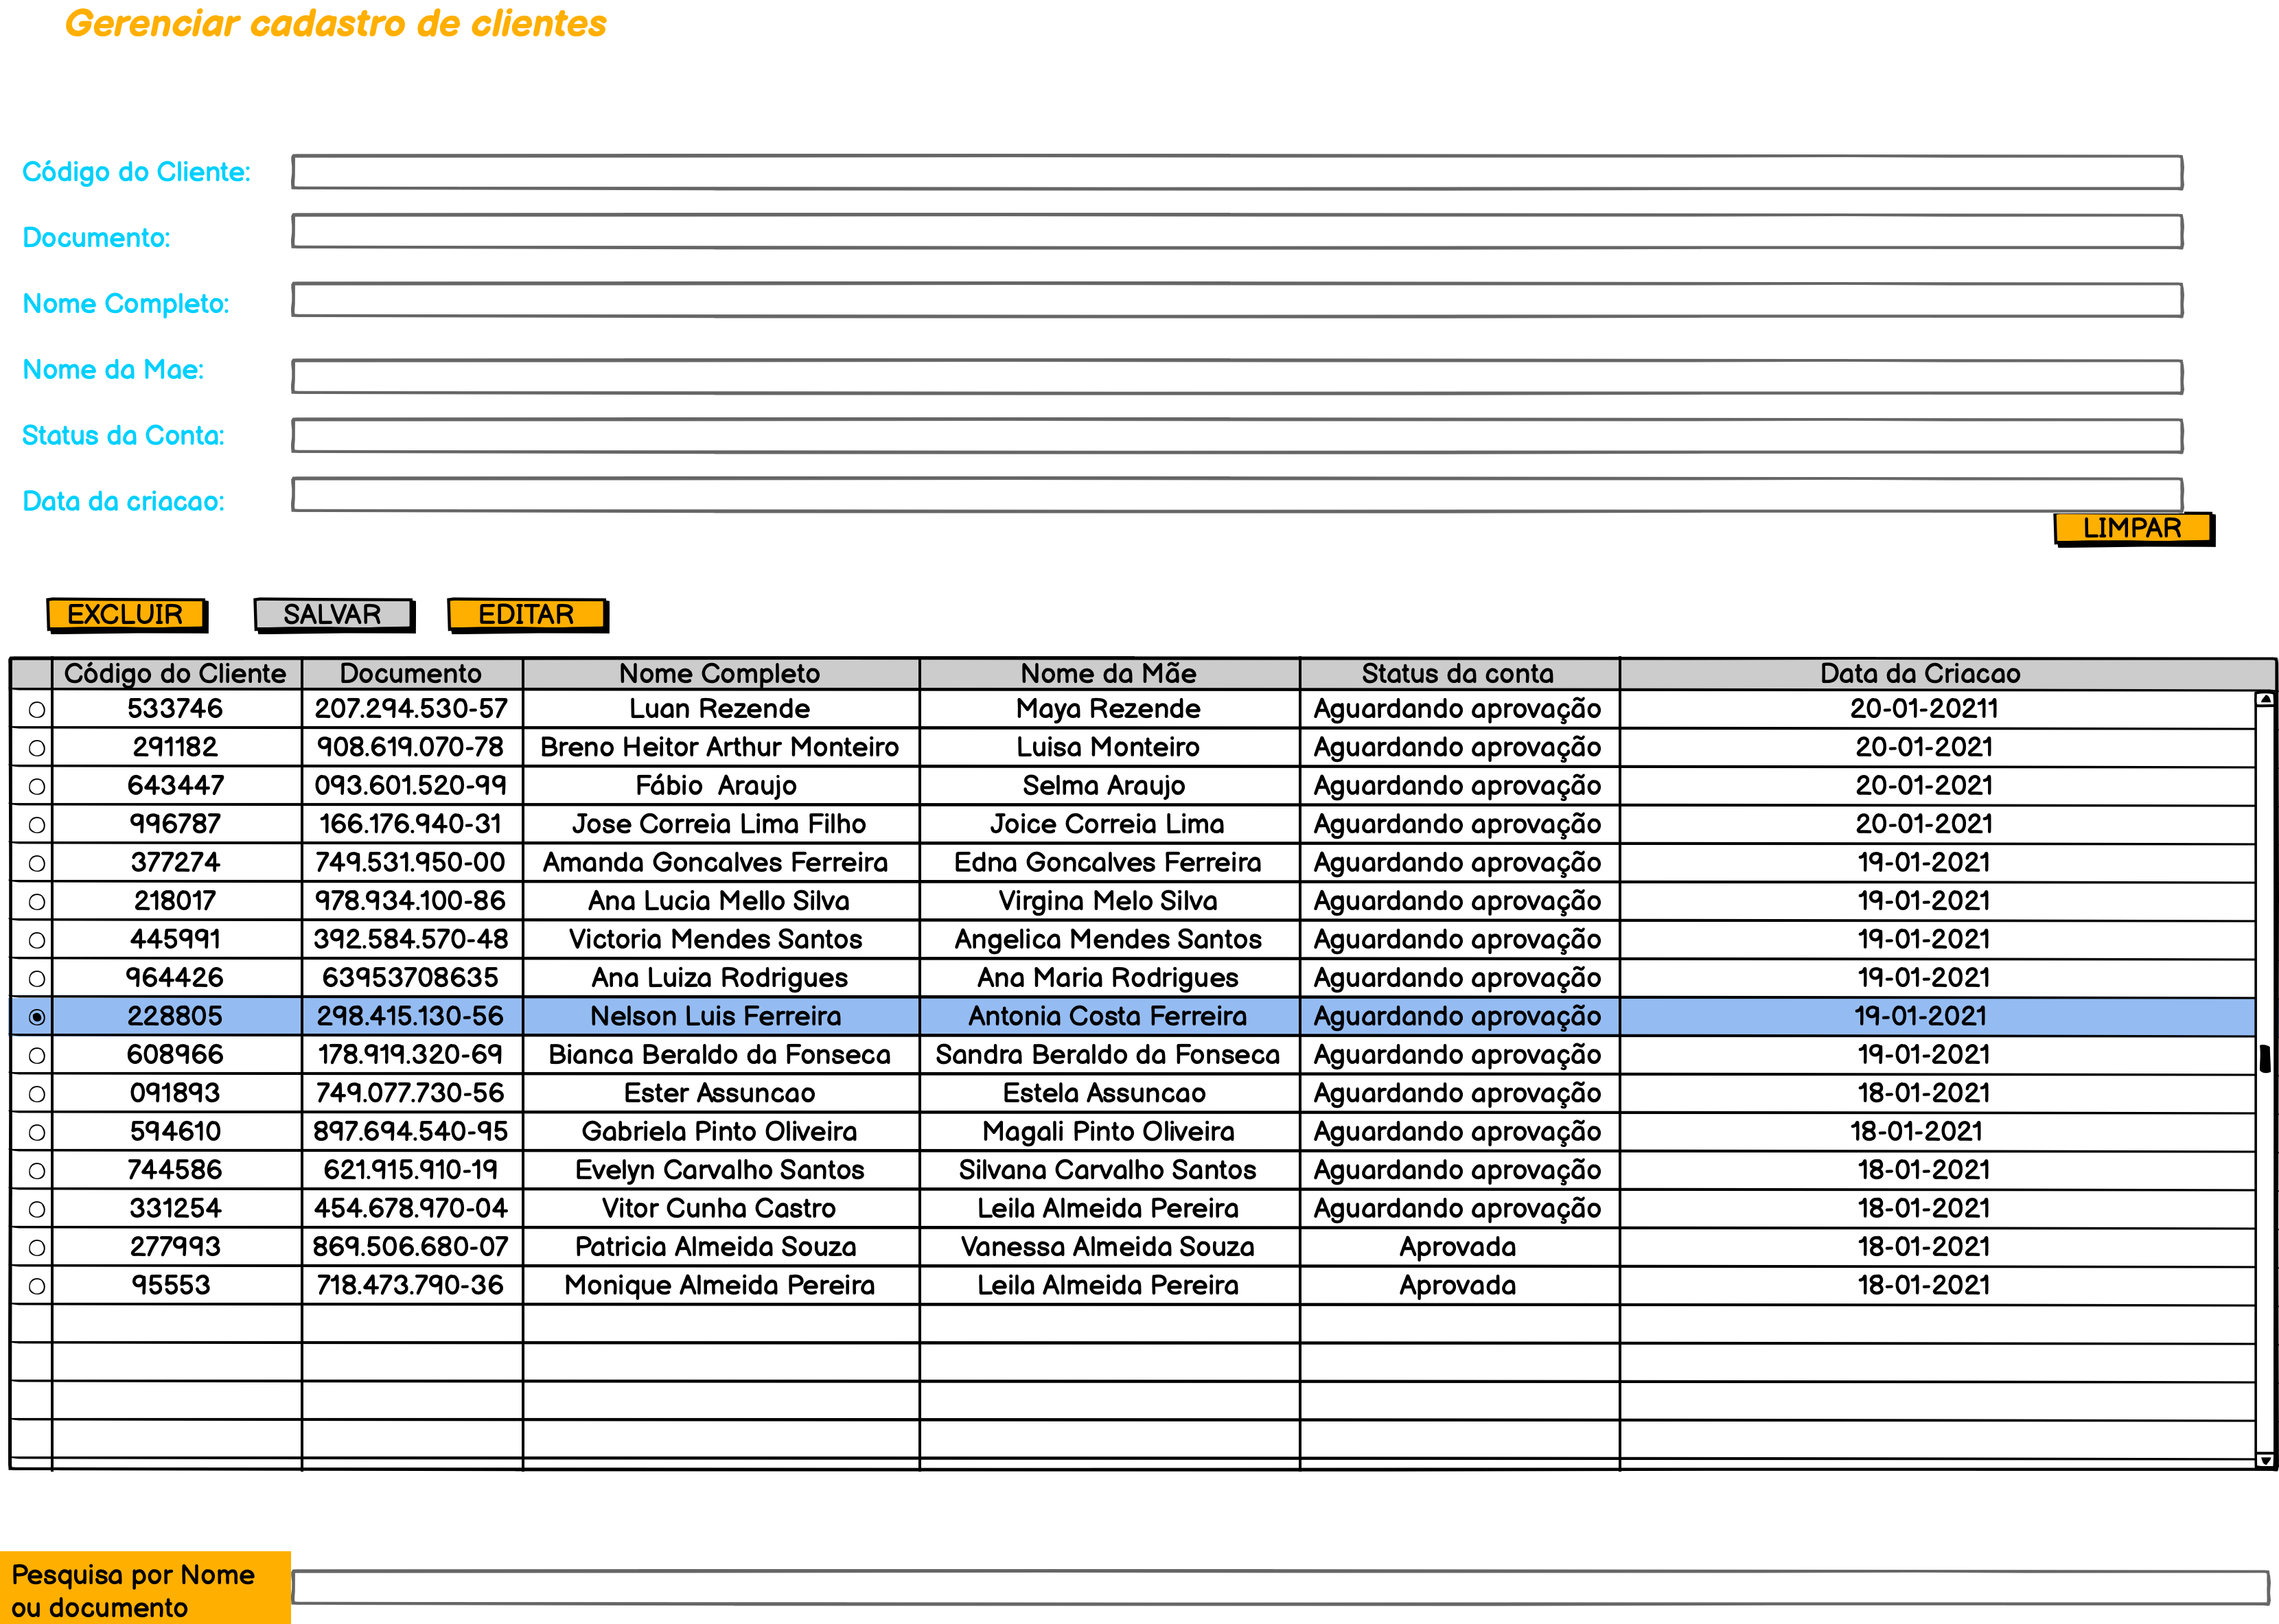 Gerenciar cadastro de clientes
Código do Cliente:
Documento:
Nome Completo:
Nome da Mae:
Status da Conta:
Data da criacao:
LIMPAR
EXCLUIR SALVAR EDITAR
Código do Cliente Documento Nome Completo Nome da Mãe Status da conta Data da Criacao
533746 207.294.530-57 Luan Rezende Maya Rezende Aguardando aprovação 20-01-20211
291182 908.619.070-78 Breno Heitor Arthur Monteiro Luisa Monteiro Aguardando aprovação 20-01-2021
643447 093.601.520-99 Fábio Araujo Selma Araujo Aguardando aprovação 20-01-2021
996787 166.176.940-31 Jose Correia Lima Filho Joice Correia Lima Aguardando aprovação 20-01-2021
377274 749.531.950-00 Amanda Goncalves Ferreira Edna Goncalves Ferreira Aguardando aprovação 19-01-2021
218017 978.934.100-86 Ana Lucia Mello Silva Virgina Melo Silva Aguardando aprovação 19-01-2021
445991 392.584.570-48 Victoria Mendes Santos Angelica Mendes Santos Aguardando aprovação 19-01-2021
964426 63953708635 Ana Luiza Rodrigues Ana Maria Rodrigues Aguardando aprovação 19-01-2021
228805 298.415.130-56 Nelson Luis Ferreira Antonia Costa Ferreira Aguardando aprovação 19-01-2021
608966 178.919.320-69 Bianca Beraldo da Fonseca Sandra Beraldo da Fonseca Aguardando aprovação 19-01-2021
091893 749.077.730-56 Ester Assuncao Estela Assuncao Aguardando aprovação 18-01-2021
594610 897.694.540-95 Gabriela Pinto Oliveira Magali Pinto Oliveira Aguardando aprovação 18-01-2021
744586 621.915.910-19 Evelyn Carvalho Santos Silvana Carvalho Santos Aguardando aprovação 18-01-2021
331254 454.678.970-04 Vitor Cunha Castro Leila Almeida Pereira Aguardando aprovação 18-01-2021
277993 869.506.680-07 Patricia Almeida Souza Vanessa Almeida Souza Aprovada 18-01-2021
95553 718.473.790-36 Monique Almeida Pereira Leila Almeida Pereira Aprovada 18-01-2021
Pesquisa por Nome
ou documento